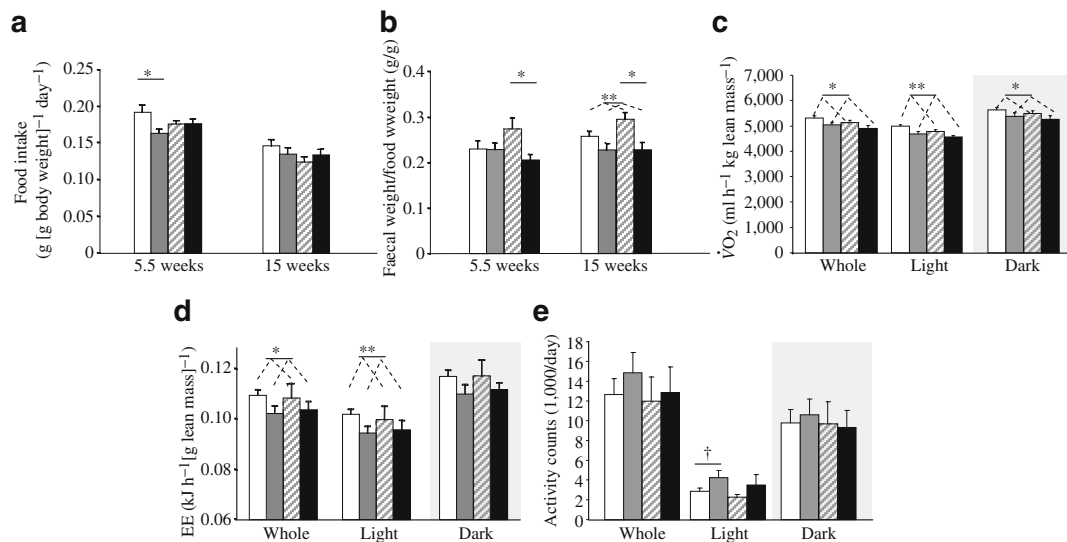 a
Food intake
(g [g body weight]⁻¹ day⁻¹)
0.25
0.20
0.15
0.10
0.05
0
*
5.5 weeks
15 weeks
b
Faecal weight/food wweight (g/g)
0.4
0.3
0.2
0.1
0
*
**
*
5.5 weeks
15 weeks
c
V̇O₂ (ml h⁻¹ kg lean mass⁻¹)
7,000
6,000
5,000
4,000
3,000
2,000
1,000
0
*
**
*
Whole
Light
Dark
d
EE (kJ h⁻¹[g lean mass]⁻¹)
0.12
0.10
0.08
0.06
*
**
Whole
Light
Dark
e
Activity counts (1,000/day)
18
16
14
12
10
8
6
4
2
0
†
Whole
Light
Dark